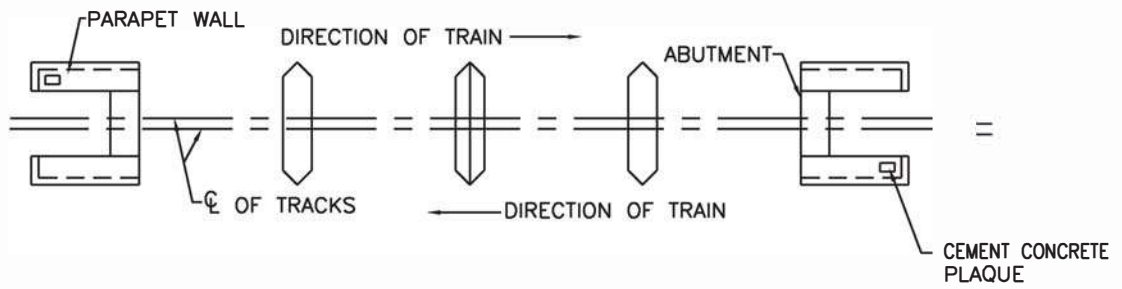 PARAPET WALL
DIRECTION OF TRAIN
ABUTMENT
℄ OF TRACKS
DIRECTION OF TRAIN
CEMENT CONCRETE
PLAQUE